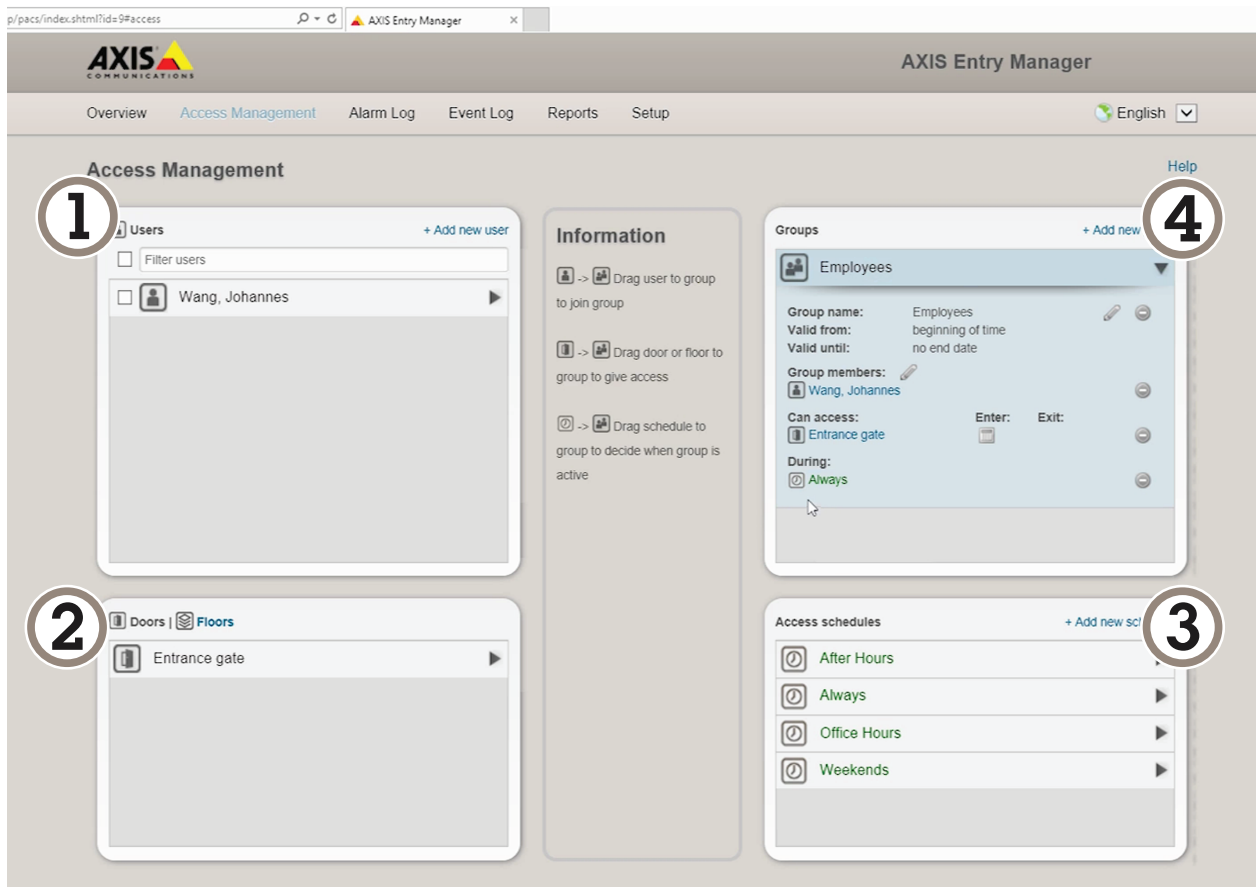 p/pacs/index.shtml?id=9#access
AXIS Entry Manager
AXIS
COMMUNICATIONS
AXIS Entry Manager
Overview Access Management Alarm Log Event Log Reports Setup
English
Access Management
Help
1
Users
+ Add new user
Filter users
Wang, Johannes
Information
-> Drag user to group
to join group
-> Drag door or floor to
group to give access
-> Drag schedule to
group to decide when group is
active
4
Groups
+ Add new
Employees
Group name: Employees
Valid from: beginning of time
Valid until: no end date
Group members:
Wang, Johannes
Can access: Enter: Exit:
Entrance gate
During:
Always
2
Doors | Floors
Entrance gate
3
Access schedules
+ Add new
After Hours
Always
Office Hours
Weekends